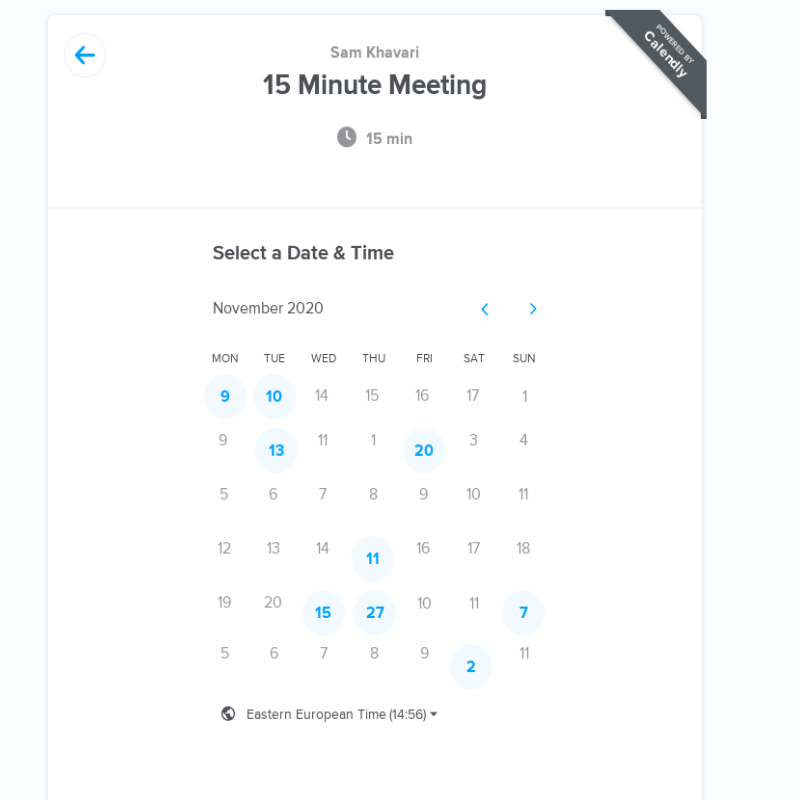 POWERED BY
Calendly
Sam Khavari
15 Minute Meeting
15 min
Select a Date & Time
November 2020
MON TUE WED THU FRI SAT SUN
9 10 14 15 16 17 1
9 13 11 1 20 3 4
5 6 7 8 9 10 11
12 13 14 11 16 17 18
19 20 15 27 10 11 7
5 6 7 8 9 2 11
Eastern European Time (14:56)